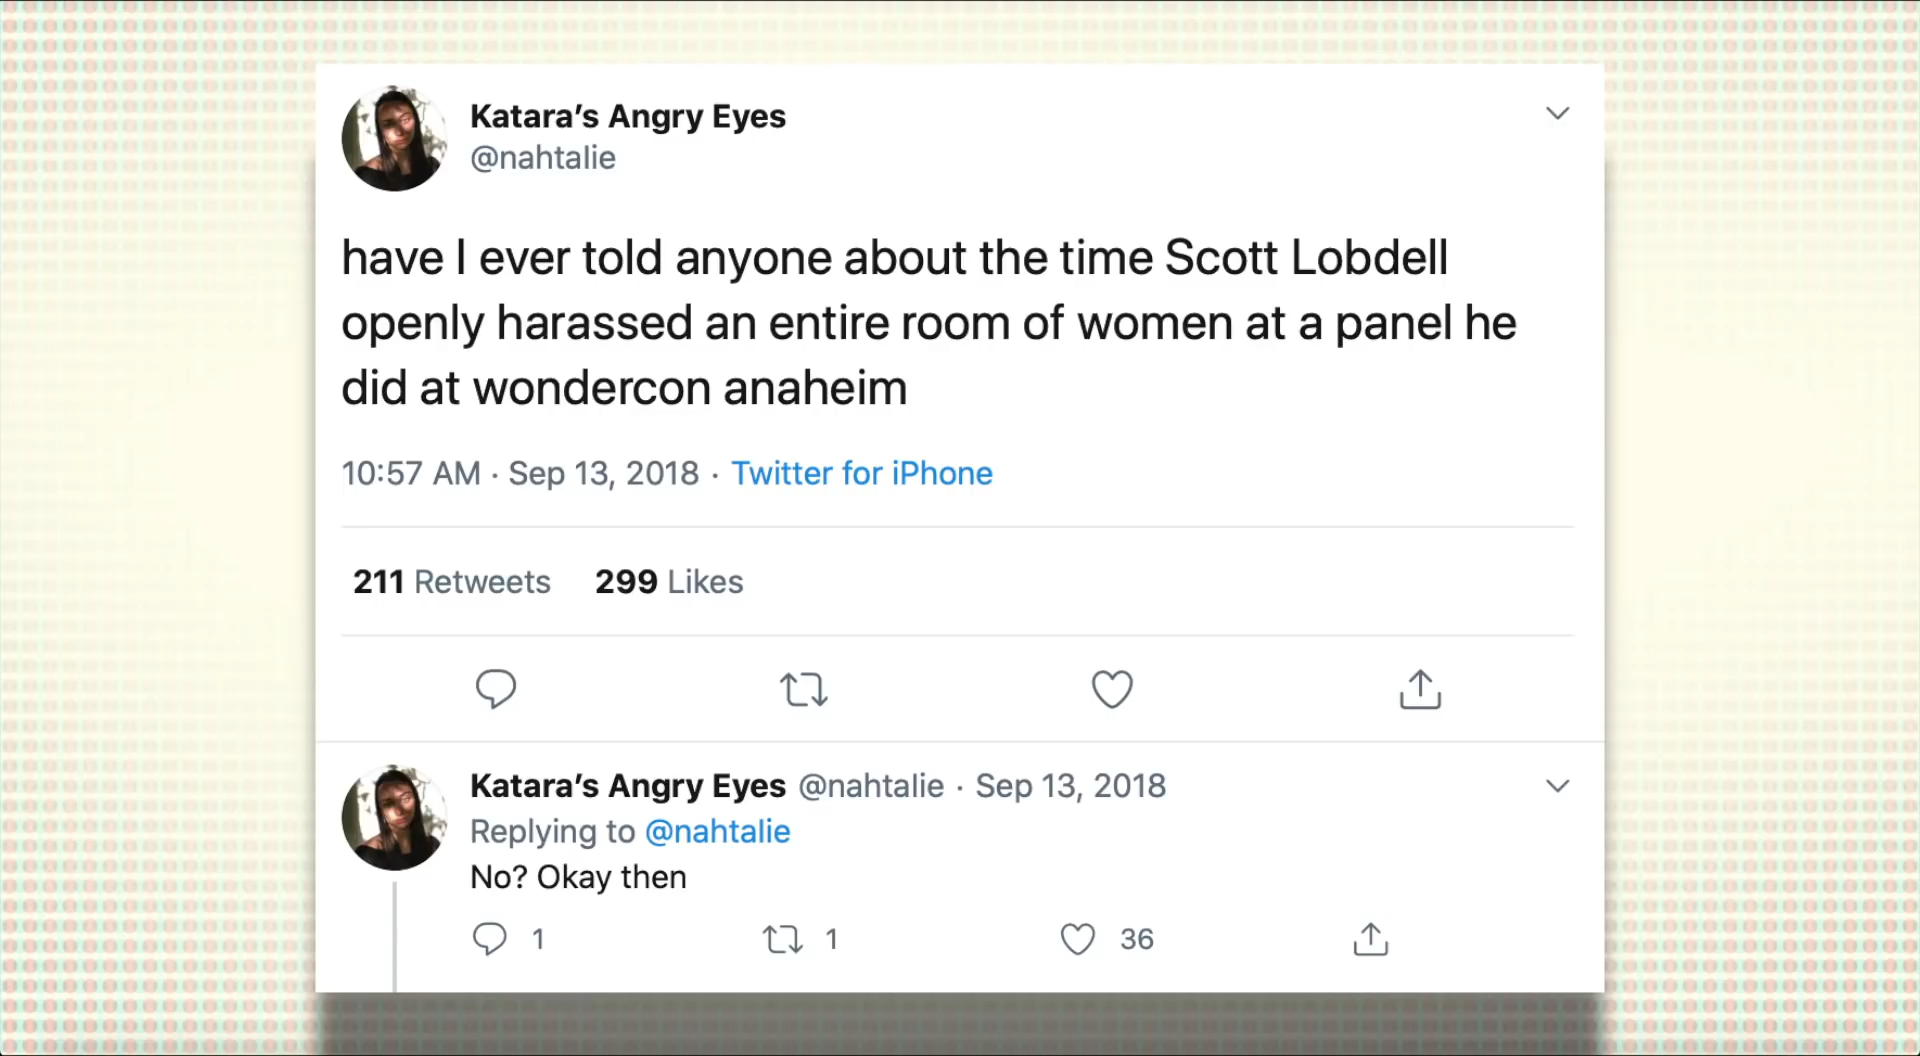 Katara’s Angry Eyes
@nahtalie
have I ever told anyone about the time Scott Lobdell
openly harassed an entire room of women at a panel he
did at wondercon anaheim
10:57 AM · Sep 13, 2018 · Twitter for iPhone
211 Retweets 299 Likes
Katara’s Angry Eyes @nahtalie · Sep 13, 2018
Replying to @nahtalie
No? Okay then
1 1 36